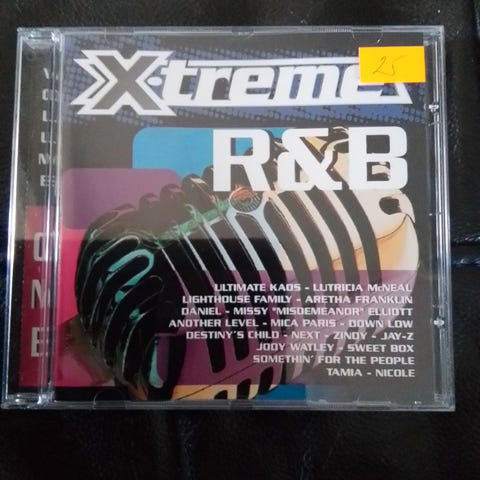 X-treme
25
R&B
VOLUME
ONE
ULTIMATE KAOS - LUTRICIA McNEAL
LIGHTHOUSE FAMILY - ARETHA FRANKLIN
DANIEL - MISSY "MISDEMEANOR" ELLIOTT
ANOTHER LEVEL - MICA PARIS - DOWN LOW
DESTINY'S CHILD - NEXT - ZINDY - JAY-Z
JODY WATLEY - SWEET BOX
SOMETHIN' FOR THE PEOPLE
TAMIA - NICOLE